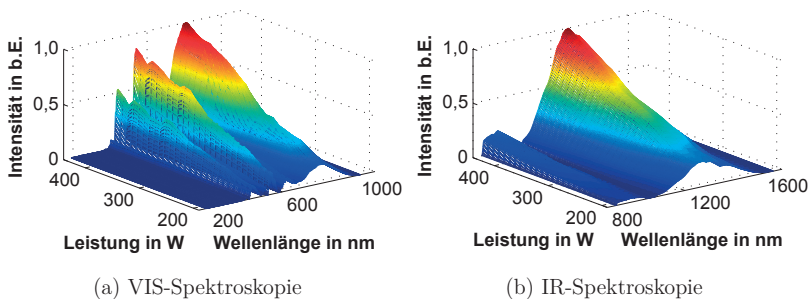 Intensität in b.E.
1,0
0,5
0
400
300
200
Leistung in W
200
600
1000
Wellenlänge in nm
(a) VIS-Spektroskopie
Intensität in b.E.
1,0
0,5
0
400
300
200
Leistung in W
800
1200
1600
Wellenlänge in nm
(b) IR-Spektroskopie